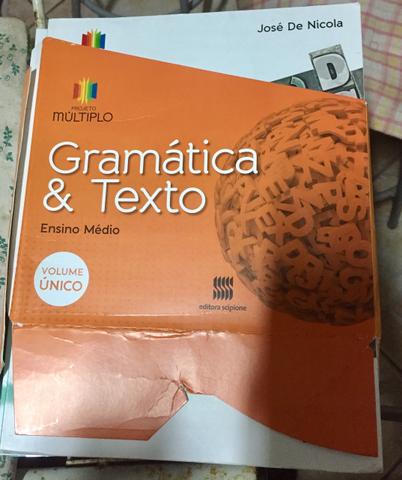 José De Nicola
D
PROJETO
MÚLTIPLO
Gramática
& Texto
Ensino Médio
VOLUME
ÚNICO
editora scipione